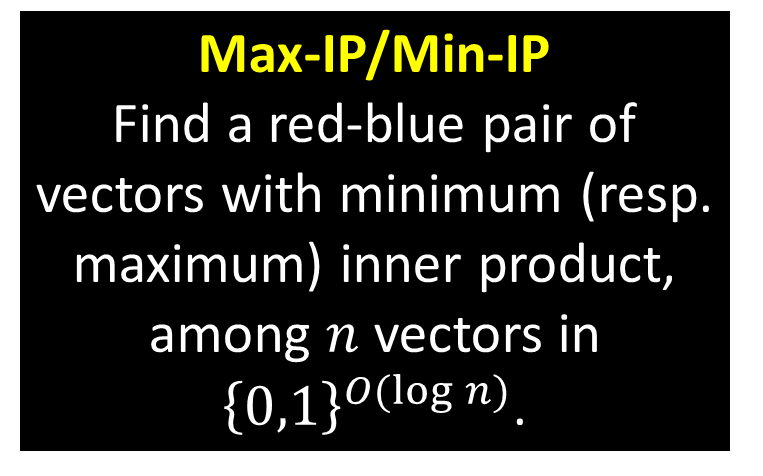 Max-IP/Min-IP
Find a red-blue pair of
vectors with minimum (resp.
maximum) inner product,
among n vectors in
{0,1}^{O(log n)}.